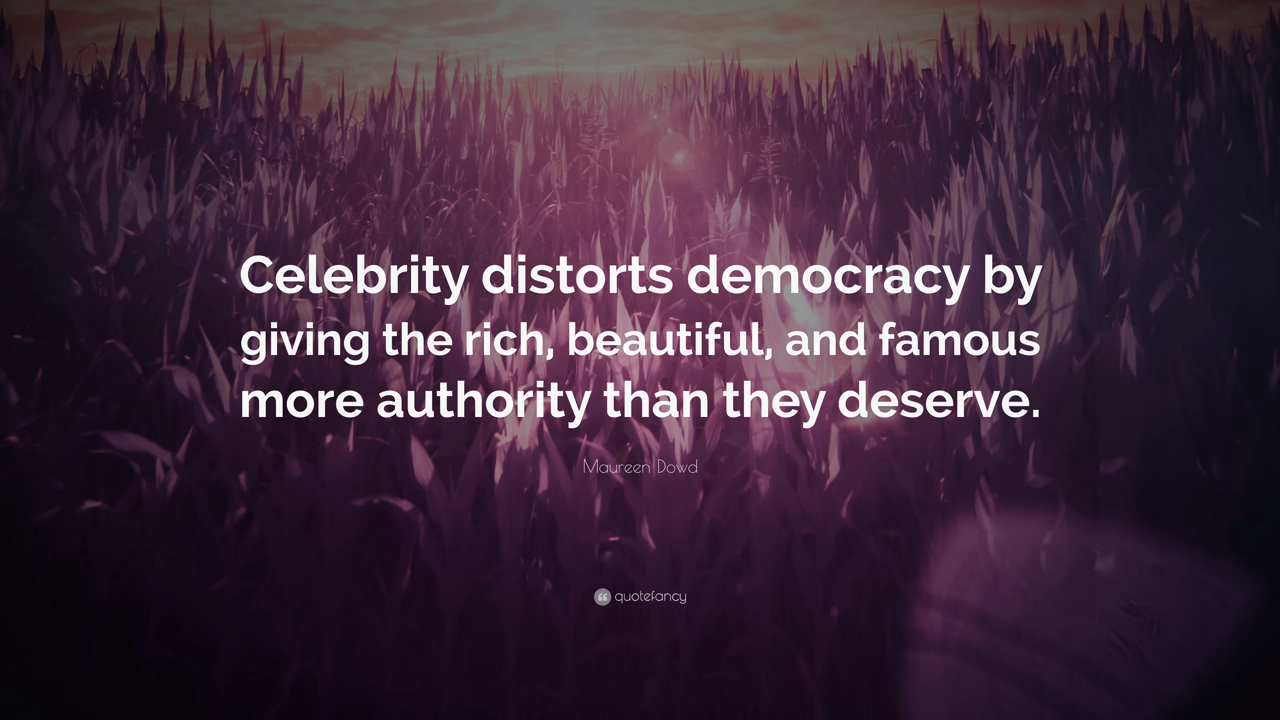 Celebrity distorts democracy by
giving the rich, beautiful, and famous
more authority than they deserve.
Maureen Dowd
quotefancy